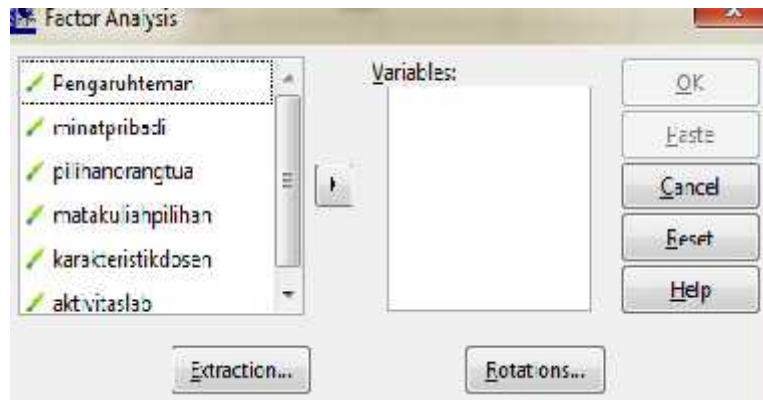 Factor Analysis
Pengaruhteman
minatpribadi
pilihanorangtua
matakuliahpilihan
karakteristikdosen
aktivitaslab
Variables:
OK
Paste
Cancel
Reset
Help
Extraction...
Rotations...